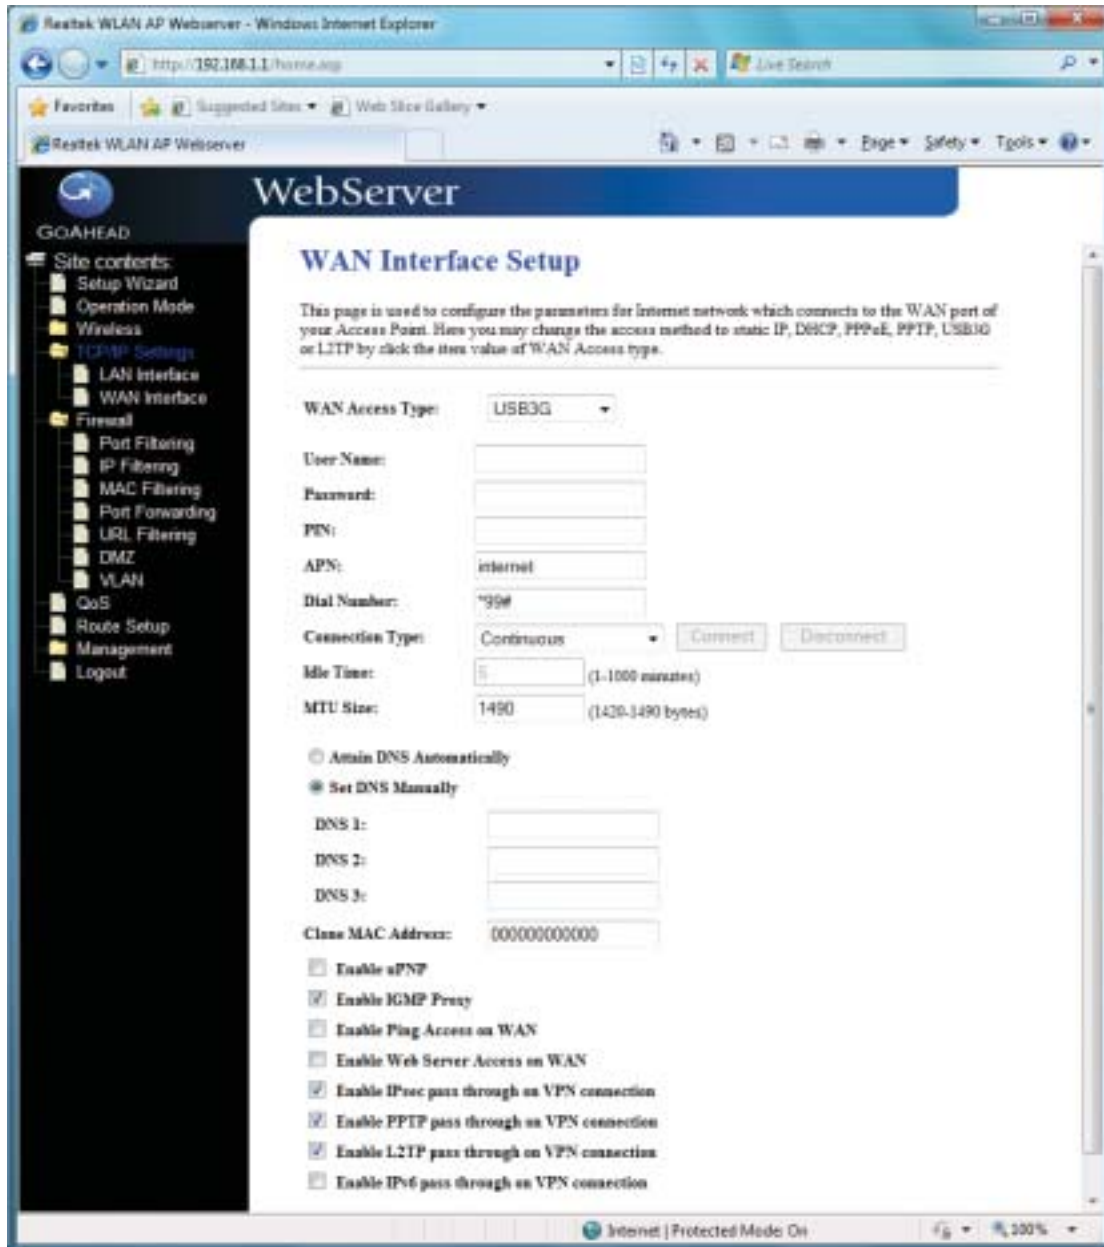 Realtek WLAN AP Webserver - Windows Internet Explorer
http://192.168.1.1/home.asp
Live Search
Favorites Suggested Sites Web Slice Gallery
Realtek WLAN AP Webserver
Page Safety Tools
WebServer
GOAHEAD
Site contents:
Setup Wizard
Operation Mode
Wireless
TCP/IP Settings
LAN Interface
WAN Interface
Firewall
Port Filtering
IP Filtering
MAC Filtering
Port Forwarding
URL Filtering
DMZ
VLAN
QoS
Route Setup
Management
Logout
WAN Interface Setup
This page is used to configure the parameters for Internet network which connects to the WAN port of
your Access Point. Here you may change the access method to static IP, DHCP, PPPoE, PPTP, USB3G
or L2TP by click the item value of WAN Access type.
WAN Access Type: USB3G
User Name:
Password:
PIN:
APN: internet
Dial Number: *99#
Connection Type: Continuous Connect Disconnect
Idle Time: 5 (1-1000 minutes)
MTU Size: 1490 (1420-1490 bytes)
Attain DNS Automatically
Set DNS Manually
DNS 1:
DNS 2:
DNS 3:
Clone MAC Address: 000000000000
Enable uPNP
Enable IGMP Proxy
Enable Ping Access on WAN
Enable Web Server Access on WAN
Enable IPsec pass through on VPN connection
Enable PPTP pass through on VPN connection
Enable L2TP pass through on VPN connection
Enable IPv6 pass through on VPN connection
Internet | Protected Mode: On
100%